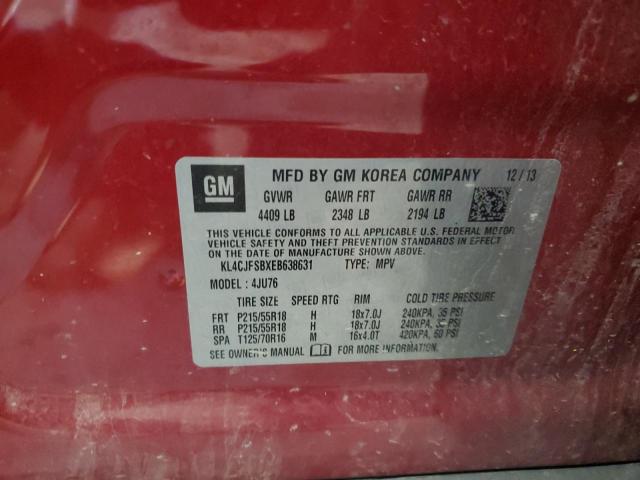 GM MFD BY GM KOREA COMPANY 12/13
GVWR GAWR FRT GAWR RR
4409 LB 2348 LB 2194 LB
THIS VEHICLE CONFORMS TO ALL APPLICABLE U.S. FEDERAL MOTOR
VEHICLE SAFETY AND THEFT PREVENTION STANDARDS IN EFFECT
ON THE DATE OF MANUFACTURE SHOWN ABOVE.
KL4CJFSBXEB638631 TYPE: MPV
MODEL: 4JU76
TIRE SIZE SPEED RTG RIM COLD TIRE PRESSURE
FRT P215/55R18 H 18x7.0J 240KPA, 35 PSI
RR P215/55R18 H 18x7.0J 240KPA, 35 PSI
SPA T125/70R16 M 16x4.0T 420KPA, 60 PSI
SEE OWNER'S MANUAL FOR MORE INFORMATION.